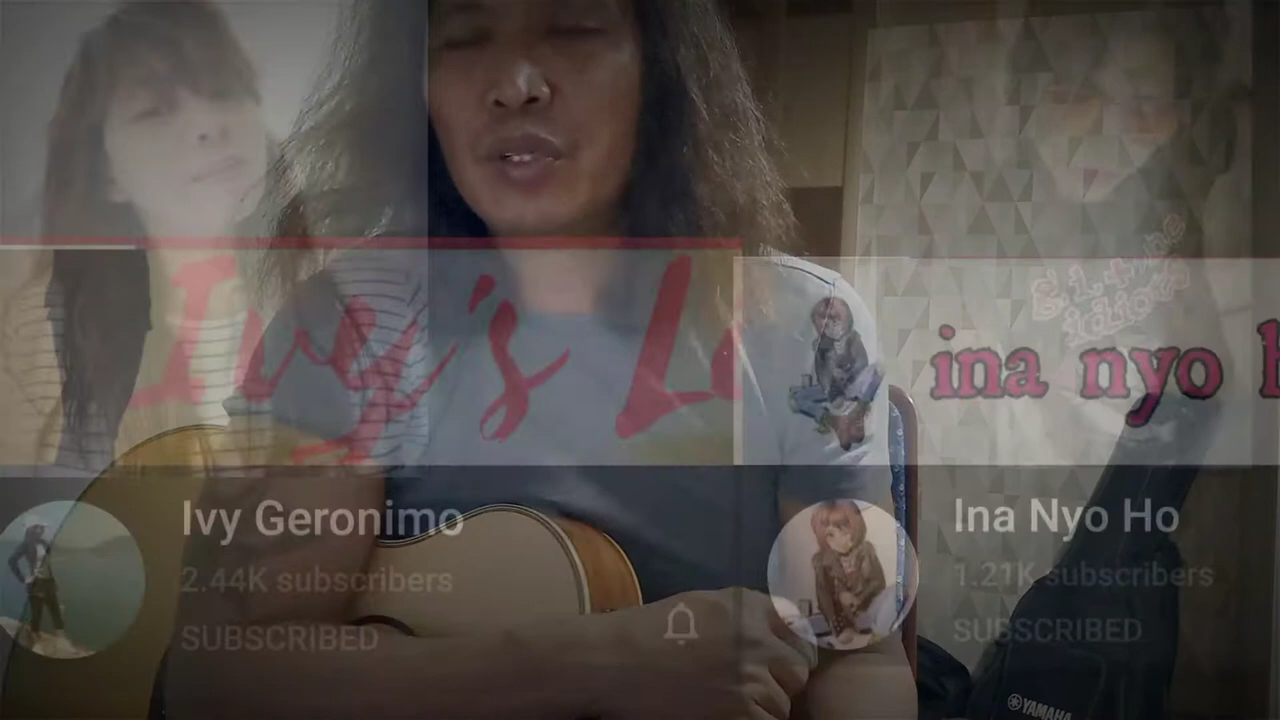 Ivy's L
ina nyo
Ivy Geronimo
2.44K subscribers
SUBSCRIBED
Ina Nyo Ho
1.21K subscribers
SUBSCRIBED
YAMAHA